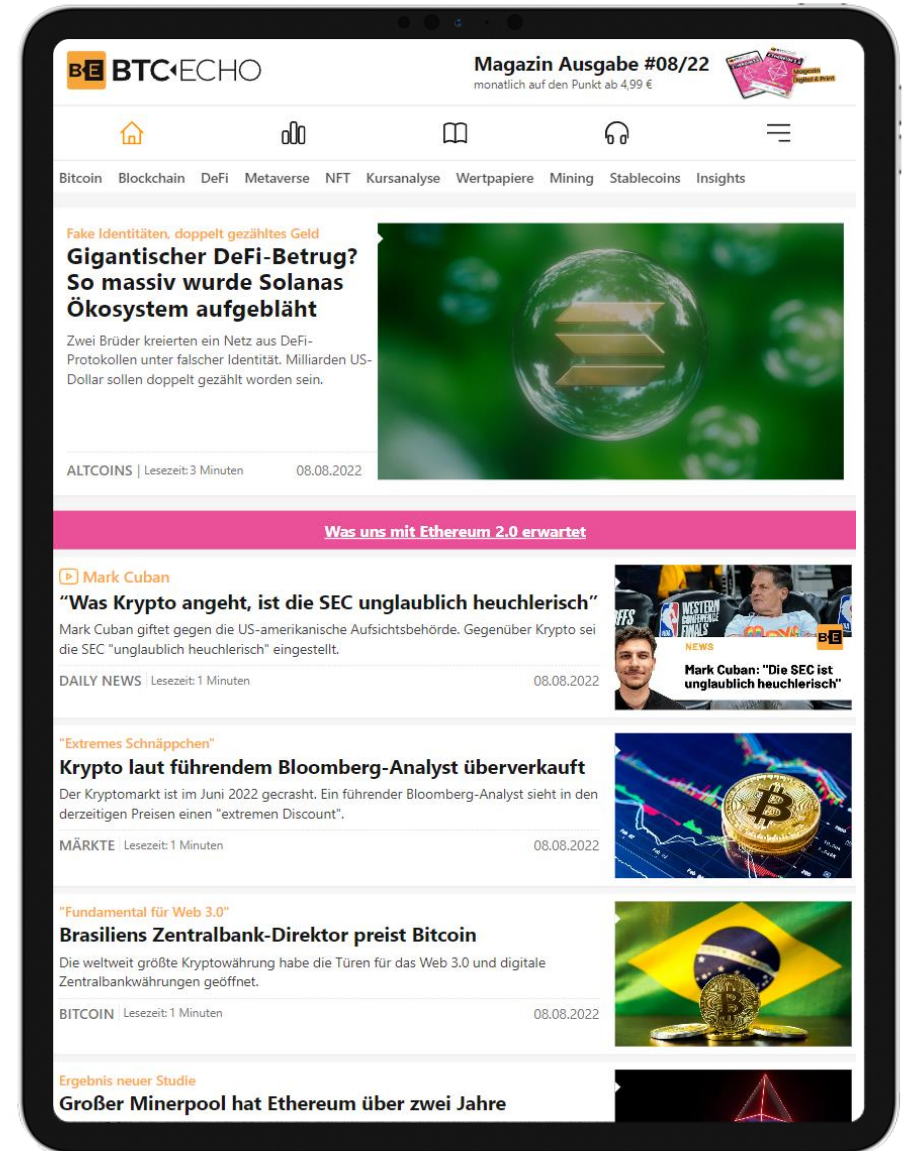 BE BTC ECHO
Magazin Ausgabe #08/22
monatlich auf den Punkt ab 4,99 €
Magazin
Digital & Print
Bitcoin Blockchain DeFi Metaverse NFT Kursanalyse Wertpapiere Mining Stablecoins Insights
Fake Identitäten, doppelt gezähltes Geld
Gigantischer DeFi-Betrug?
So massiv wurde Solanas
Ökosystem aufgebläht
Zwei Brüder kreierten ein Netz aus DeFi-
Protokollen unter falscher Identität. Milliarden US-
Dollar sollen doppelt gezählt worden sein.
ALTCOINS | Lesezeit: 3 Minuten 08.08.2022
Was uns mit Ethereum 2.0 erwartet
Mark Cuban
“Was Krypto angeht, ist die SEC unglaublich heuchlerisch”
Mark Cuban giftet gegen die US-amerikanische Aufsichtsbehörde. Gegenüber Krypto sei
die SEC "unglaublich heuchlerisch" eingestellt.
DAILY NEWS | Lesezeit: 1 Minuten 08.08.2022
WESTERN
CONFERENCE
FINALS
BE
NEWS
Mark Cuban: "Die SEC ist
unglaublich heuchlerisch"
"Extremes Schnäppchen"
Krypto laut führendem Bloomberg-Analyst überverkauft
Der Kryptomarkt ist im Juni 2022 gecrasht. Ein führender Bloomberg-Analyst sieht in den
derzeitigen Preisen einen "extremen Discount".
MÄRKTE | Lesezeit: 1 Minuten 08.08.2022
"Fundamental für Web 3.0"
Brasiliens Zentralbank-Direktor preist Bitcoin
Die weltweit größte Kryptowährung habe die Türen für das Web 3.0 und digitale
Zentralbankwährungen geöffnet.
BITCOIN | Lesezeit: 1 Minuten 08.08.2022
Ergebnis neuer Studie
Großer Minerpool hat Ethereum über zwei Jahre